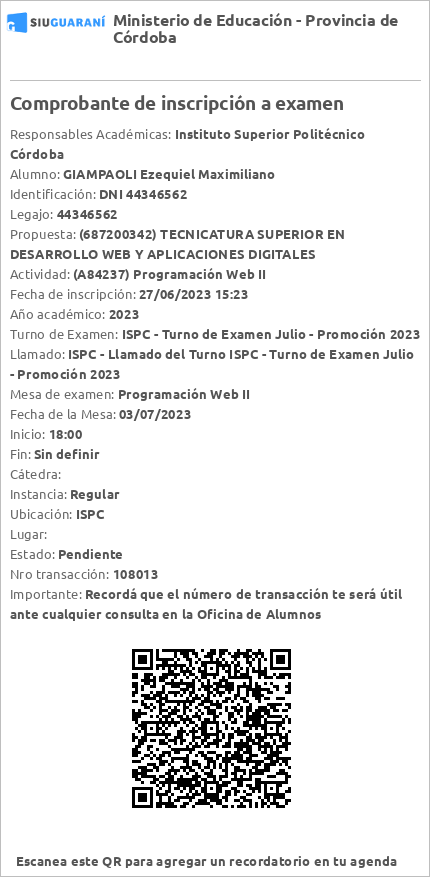 SIUGUARANÍ
Ministerio de Educación - Provincia de
Córdoba
Comprobante de inscripción a examen
Responsables Académicas: Instituto Superior Politécnico
Córdoba
Alumno: GIAMPAOLI Ezequiel Maximiliano
Identificación: DNI 44346562
Legajo: 44346562
Propuesta: (687200342) TECNICATURA SUPERIOR EN
DESARROLLO WEB Y APLICACIONES DIGITALES
Actividad: (A84237) Programación Web II
Fecha de inscripción: 27/06/2023 15:23
Año académico: 2023
Turno de Examen: ISPC - Turno de Examen Julio - Promoción 2023
Llamado: ISPC - Llamado del Turno ISPC - Turno de Examen Julio
- Promoción 2023
Mesa de examen: Programación Web II
Fecha de la Mesa: 03/07/2023
Inicio: 18:00
Fin: Sin definir
Cátedra:
Instancia: Regular
Ubicación: ISPC
Lugar:
Estado: Pendiente
Nro transacción: 108013
Importante: Recordá que el número de transacción te será útil
ante cualquier consulta en la Oficina de Alumnos
Escanea este QR para agregar un recordatorio en tu agenda